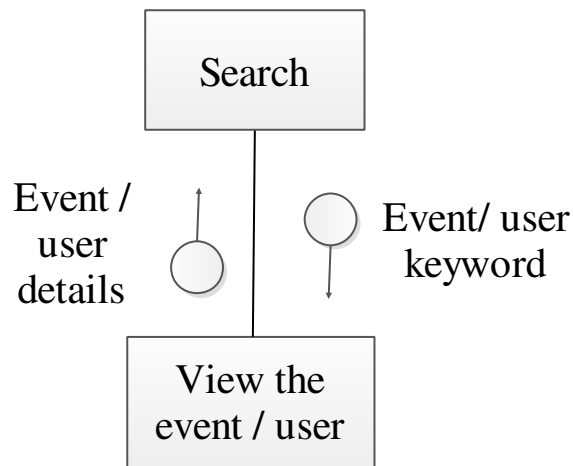 Search
Event /
user
details
Event/ user
keyword
View the
event / user